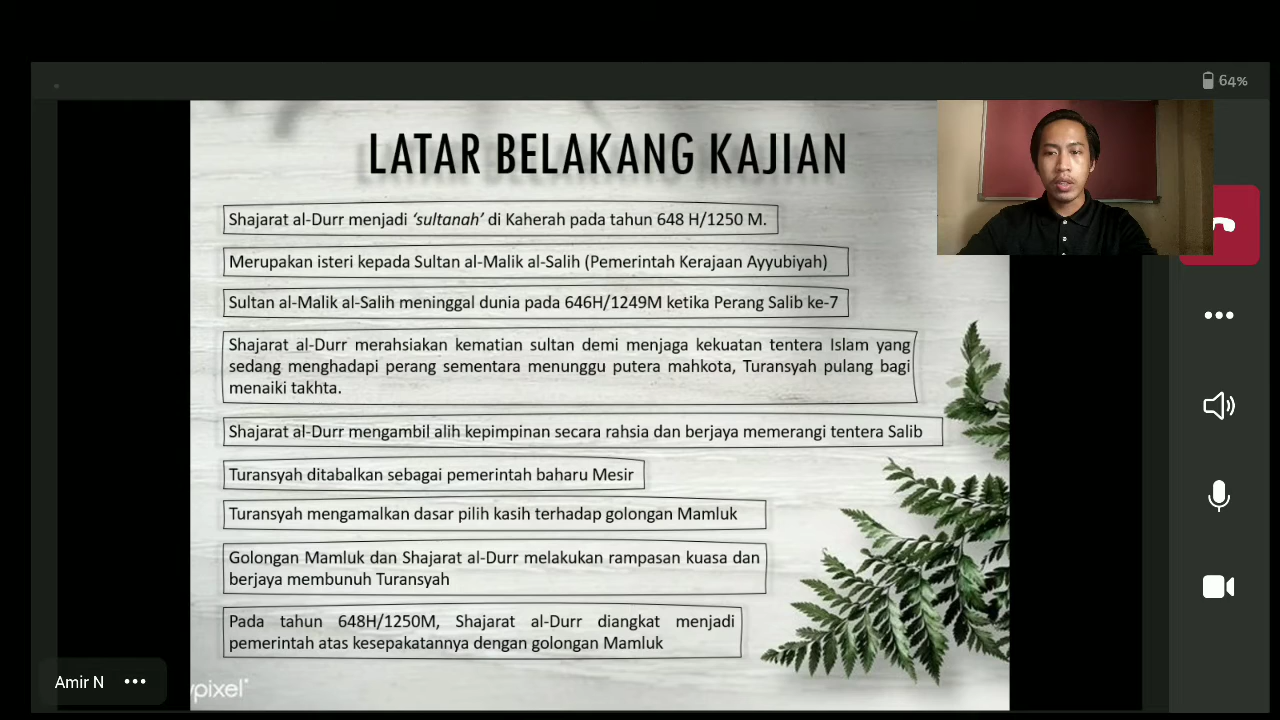 64%
LATAR BELAKANG KAJIAN
Shajarat al-Durr menjadi ‘sultanah’ di Kaherah pada tahun 648 H/1250 M.
Merupakan isteri kepada Sultan al-Malik al-Salih (Pemerintah Kerajaan Ayyubiyah)
Sultan al-Malik al-Salih meninggal dunia pada 646H/1249M ketika Perang Salib ke-7
Shajarat al-Durr merahsiakan kematian sultan demi menjaga kekuatan tentera Islam yang
sedang menghadapi perang sementara menunggu putera mahkota, Turansyah pulang bagi
menaiki takhta.
Shajarat al-Durr mengambil alih kepimpinan secara rahsia dan berjaya memerangi tentera Salib
Turansyah ditabalkan sebagai pemerintah baharu Mesir
Turansyah mengamalkan dasar pilih kasih terhadap golongan Mamluk
Golongan Mamluk dan Shajarat al-Durr melakukan rampasan kuasa dan
berjaya membunuh Turansyah
Pada tahun 648H/1250M, Shajarat al-Durr diangkat menjadi
pemerintah atas kesepakatannya dengan golongan Mamluk
Amir N
pixel